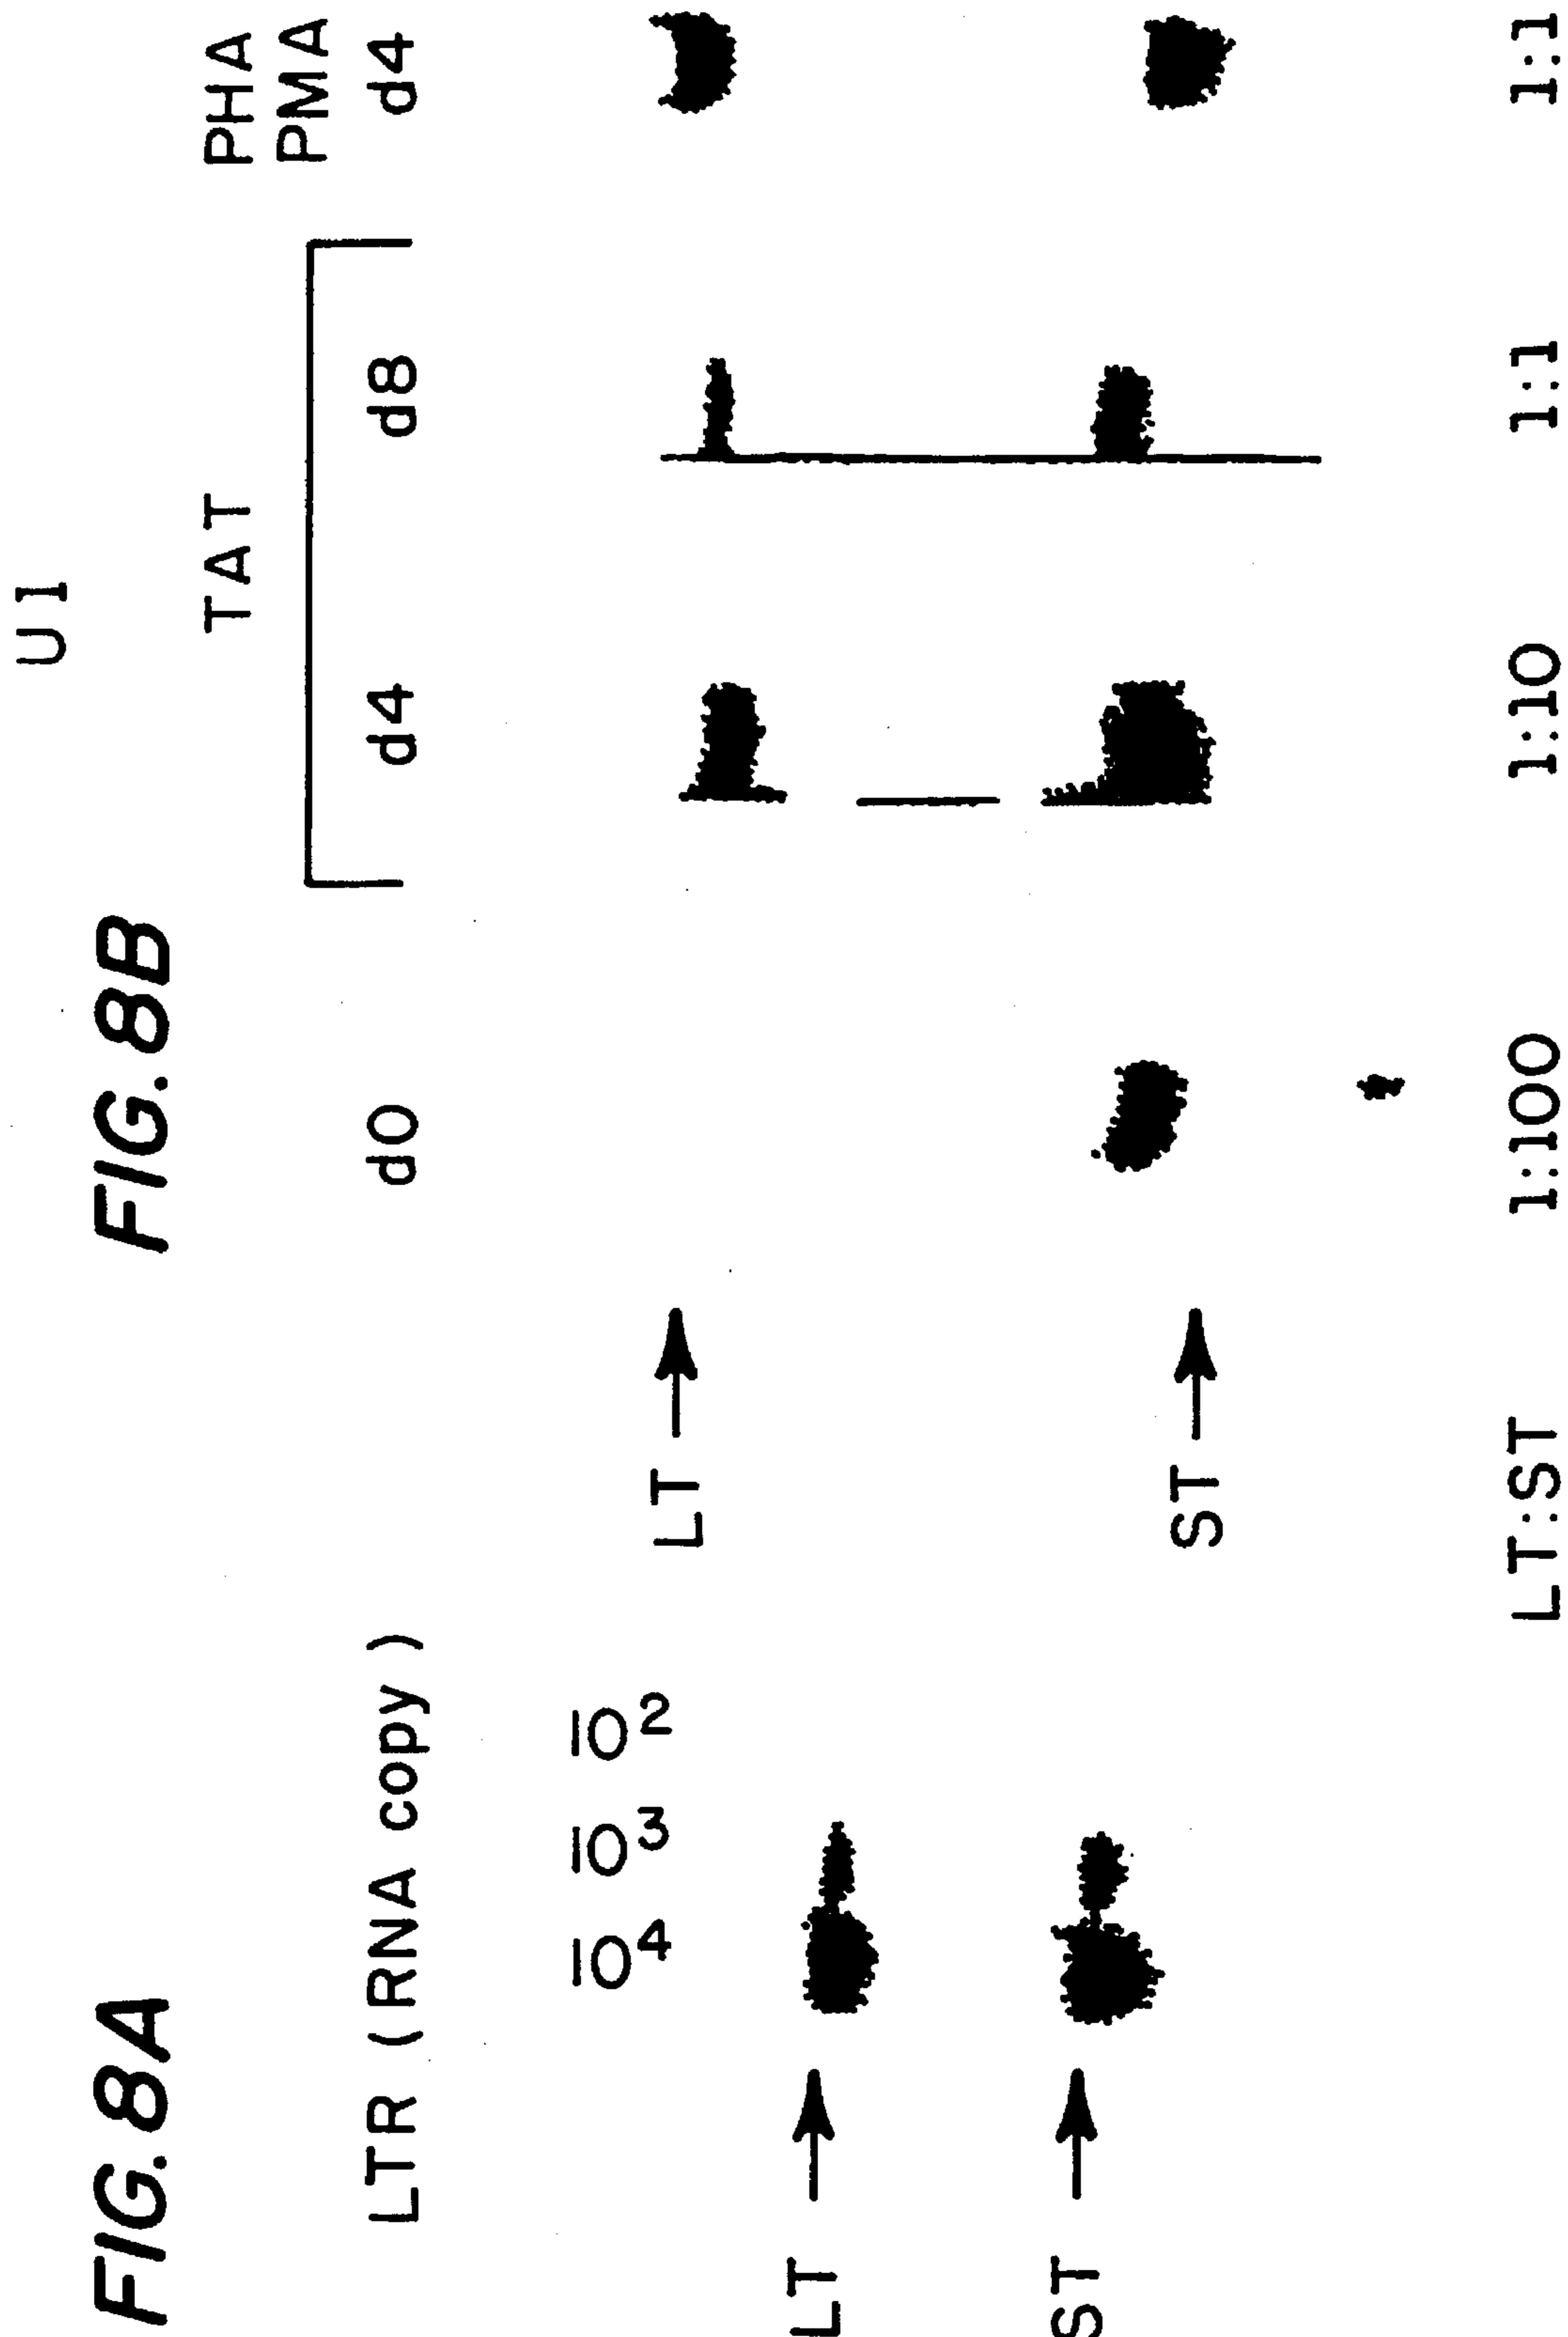 FIG. 8A
LTR (RNA copy)
10⁴ 10³ 10²
LT
ST
FIG. 8B
U1
TAT
PHA
PMA
d0 d4 d8 d4
LT
ST
LT:ST 1:100 1:10 1:1 1:1